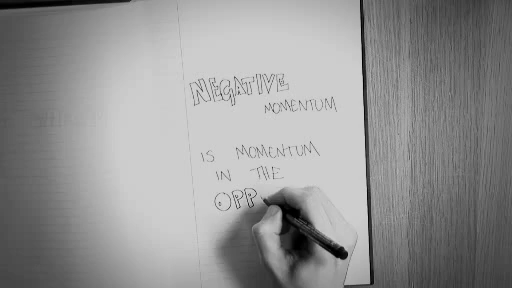 NEGATIVE
MOMENTUM
IS MOMENTUM
IN THE
OPP